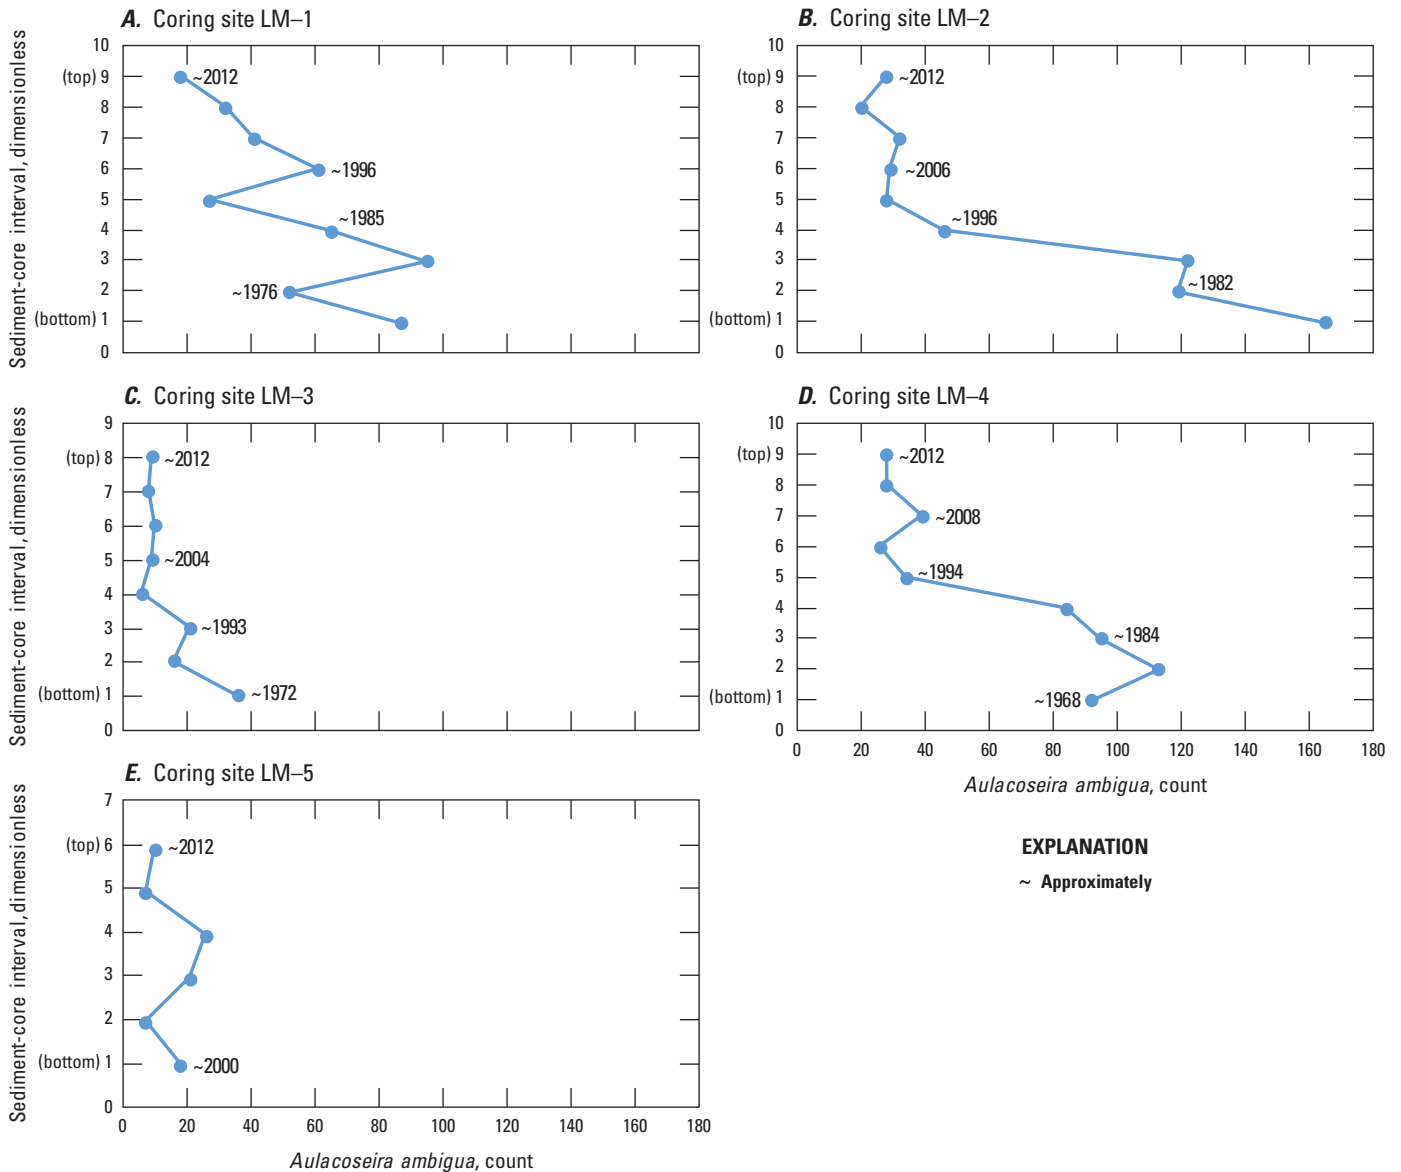 A. Coring site LM–1
Sediment-core interval, dimensionless
10
(top) 9
8
7
6
5
4
3
2
(bottom) 1
0
~2012
~1996
~1985
~1976
B. Coring site LM–2
10
(top) 9
8
7
6
5
4
3
2
(bottom) 1
0
~2012
~2006
~1996
~1982
C. Coring site LM–3
Sediment-core interval, dimensionless
9
(top) 8
7
6
5
4
3
2
(bottom) 1
0
~2012
~2004
~1993
~1972
D. Coring site LM–4
10
(top) 9
8
7
6
5
4
3
2
(bottom) 1
0
~2012
~2008
~1994
~1984
~1968
0 20 40 60 80 100 120 140 160 180
Aulacoseira ambigua, count
E. Coring site LM–5
Sediment-core interval, dimensionless
7
(top) 6
5
4
3
2
(bottom) 1
0
~2012
~2000
0 20 40 60 80 100 120 140 160 180
Aulacoseira ambigua, count
EXPLANATION
~ Approximately